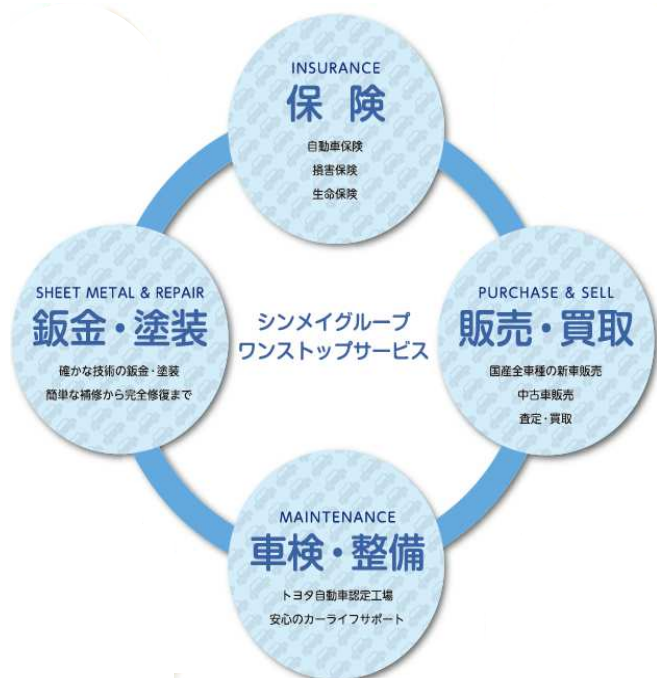 INSURANCE
保 険
自動車保険
損害保険
生命保険
SHEET METAL & REPAIR
鈑金・塗装
確かな技術の鈑金・塗装
簡単な補修から完全修復まで
シンメイグループ
ワンストップサービス
PURCHASE & SELL
販売・買取
国産全車種の新車販売
中古車販売
査定・買取
MAINTENANCE
車検・整備
トヨタ自動車認定工場
安心のカーライフサポート